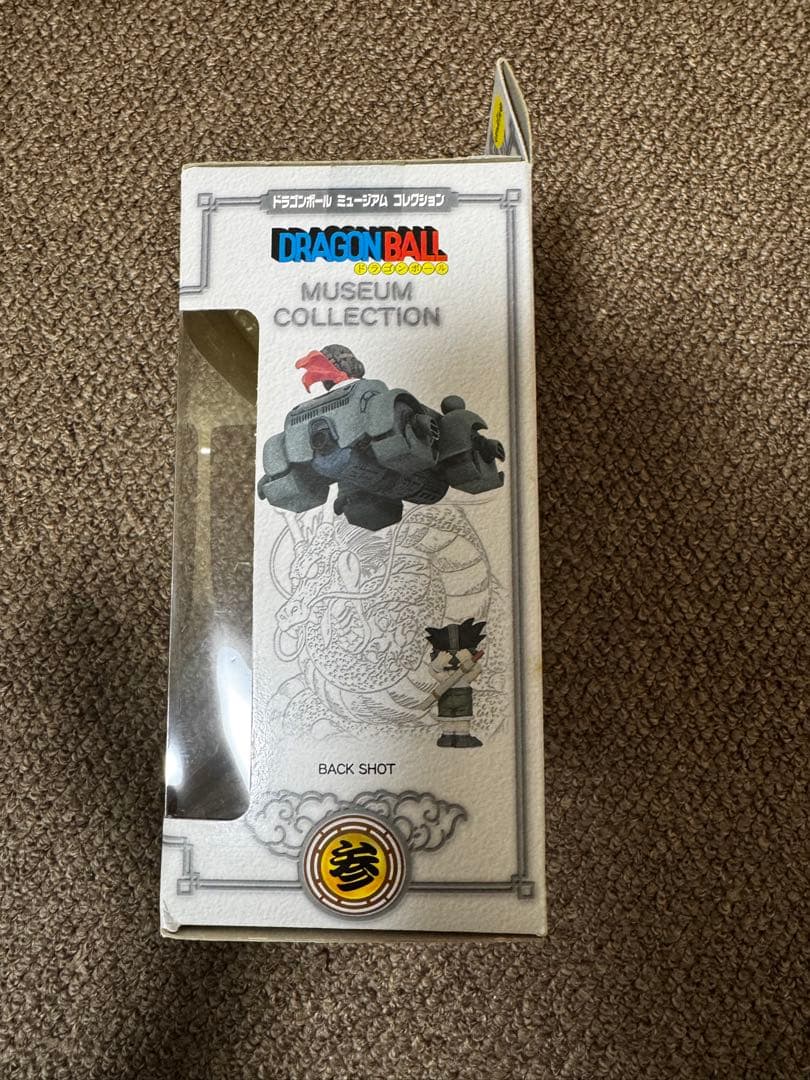 ドラゴンボール ミュージアム コレクション
DRAGON BALL
ドラゴンボール
MUSEUM
COLLECTION
BACK SHOT
参